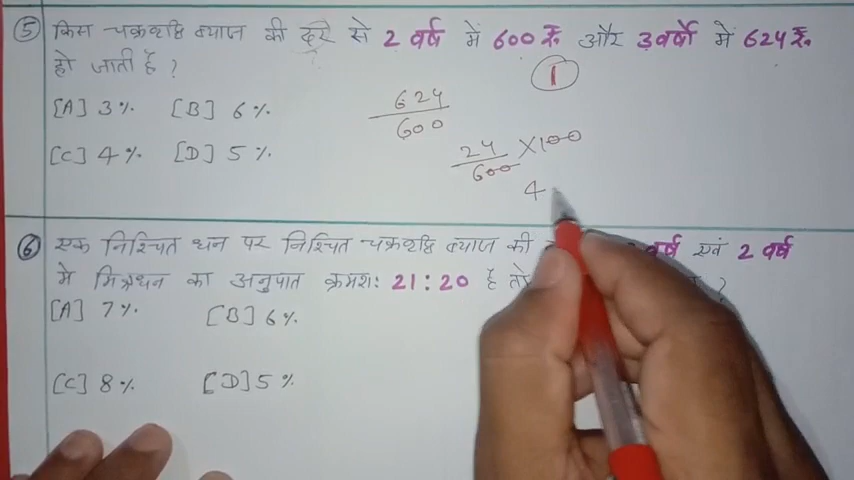 ⑤ किस चक्रवृद्धि ब्याज की दर से 2 वर्ष में 600 रु. और 3 वर्षो में 624 रु.
हो जाती है ?
①
[A] 3 %. [B] 6 %.
624
600
[C] 4 %. [D] 5 %.
24 × 100
600
4
⑥ एक निश्चित धन पर निश्चित चक्रवृद्धि ब्याज की वर्ष एवं 2 वर्ष
मे मिश्रधन का अनुपात क्रमश: 21 : 20 है तो ?
[A] 7 %. [B] 6 %.
[C] 8 %. [D] 5 %.